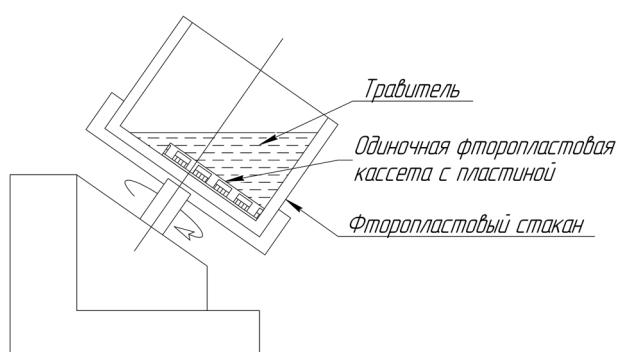 Травитель
Одиночная фторопластовая
кассета с пластиной
Фторопластовый стакан